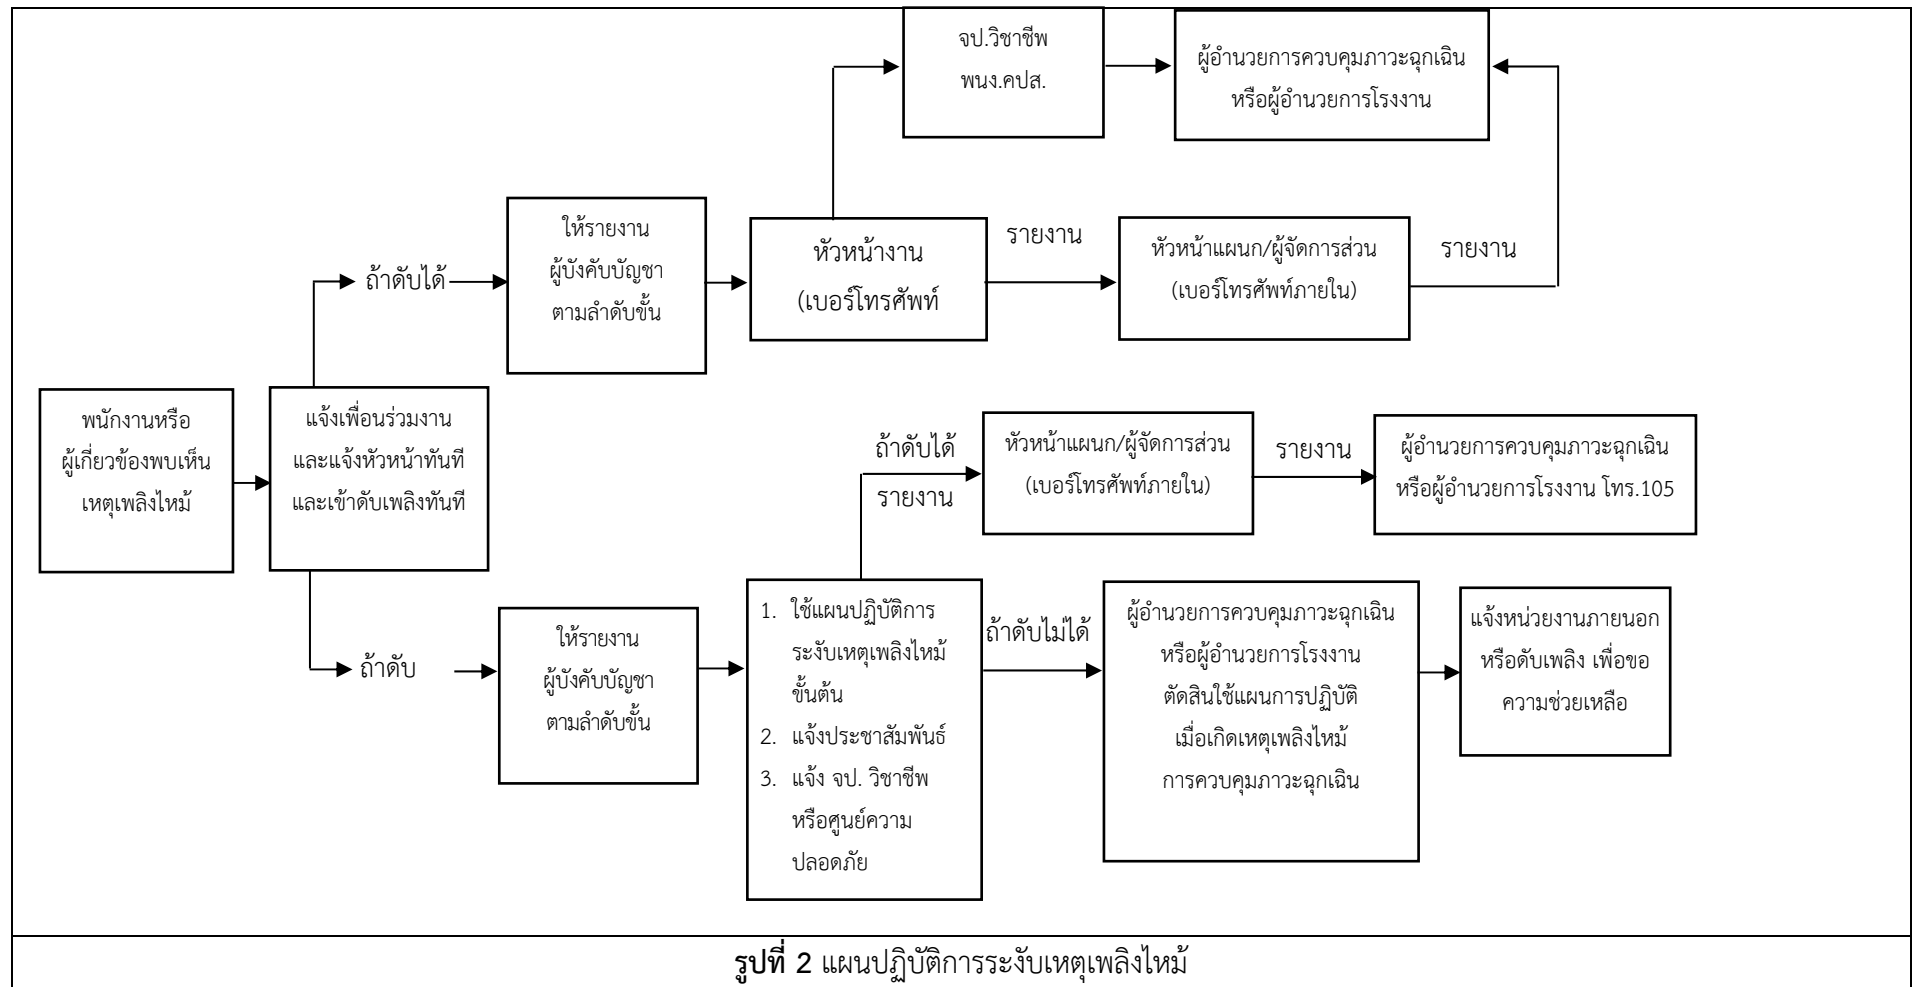 จป.วิชาชีพ
พนง.คปส.
ผู้อำนวยการควบคุมภาวะฉุกเฉิน
หรือผู้อำนวยการโรงงาน
ถ้าดับได้
ให้รายงาน
ผู้บังคับบัญชา
ตามลำดับขั้น
หัวหน้างาน
(เบอร์โทรศัพท์
รายงาน
หัวหน้าแผนก/ผู้จัดการส่วน
(เบอร์โทรศัพท์ภายใน)
รายงาน
พนักงานหรือ
ผู้เกี่ยวข้องพบเห็น
เหตุเพลิงไหม้
แจ้งเพื่อนร่วมงาน
และแจ้งหัวหน้าทันที
และเข้าดับเพลิงทันที
ถ้าดับได้
รายงาน
หัวหน้าแผนก/ผู้จัดการส่วน
(เบอร์โทรศัพท์ภายใน)
รายงาน
ผู้อำนวยการควบคุมภาวะฉุกเฉิน
หรือผู้อำนวยการโรงงาน โทร.105
ถ้าดับ
ให้รายงาน
ผู้บังคับบัญชา
ตามลำดับขั้น
1. ใช้แผนปฏิบัติการ
ระงับเหตุเพลิงไหม้
ขั้นต้น
2. แจ้งประชาสัมพันธ์
3. แจ้ง จป. วิชาชีพ
หรือศูนย์ความ
ปลอดภัย
ถ้าดับไม่ได้
ผู้อำนวยการควบคุมภาวะฉุกเฉิน
หรือผู้อำนวยการโรงงาน
ตัดสินใช้แผนการปฏิบัติ
เมื่อเกิดเหตุเพลิงไหม้
การควบคุมภาวะฉุกเฉิน
แจ้งหน่วยงานภายนอก
หรือดับเพลิง เพื่อขอ
ความช่วยเหลือ
รูปที่ 2 แผนปฏิบัติการระงับเหตุเพลิงไหม้